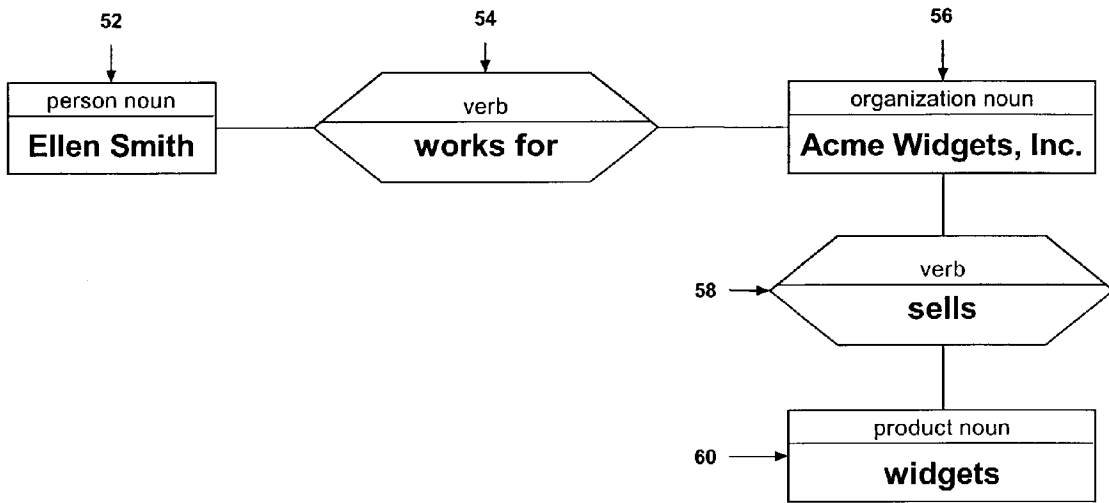 52
54
56
person noun
Ellen Smith
verb
works for
organization noun
Acme Widgets, Inc.
58
verb
sells
60
product noun
widgets